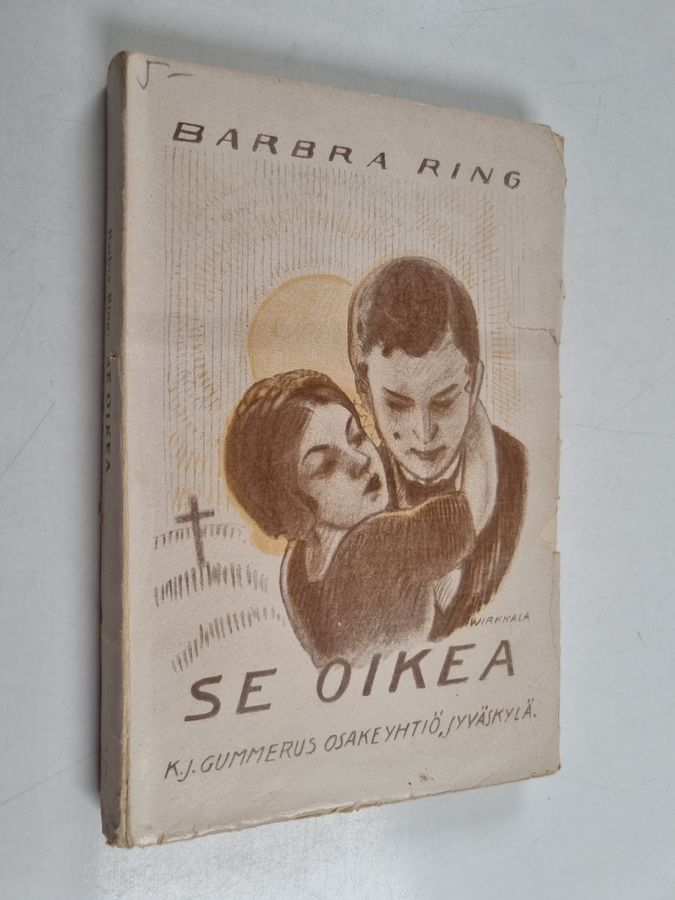 5-
BARBRA RING
WIRKKALA
SE OIKEA
K.J. GUMMERUS OSAKEYHTIÖ, JYVÄSKYLÄ.
Barbra Ring: SE OIKEA